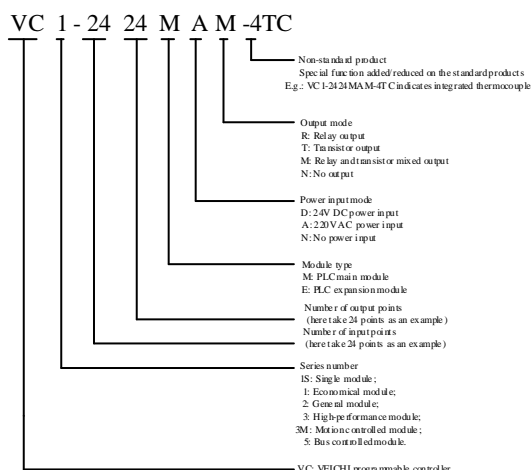 VC 1 - 24 24 M A M -4TC
Non-standard product
Special function added/reduced on the standard products
E.g.: VC1-2424MAM-4TC indicates integrated thermocouple
Output mode
R: Relay output
T: Transistor output
M: Relay and transistor mixed output
N: No output
Power input mode
D: 24V DC power input
A: 220VAC power input
N: No power input
Module type
M: PLC main module
E: PLC expansion module
Number of output points
(here take 24 points as an example)
Number of input points
(here take 24 points as an example)
Series number
1S: Single module;
1: Economical module;
2: General module;
3: High-performance module;
3M: Motion controlled module;
5: Bus controlled module.
VC: VEICHI programmable controller